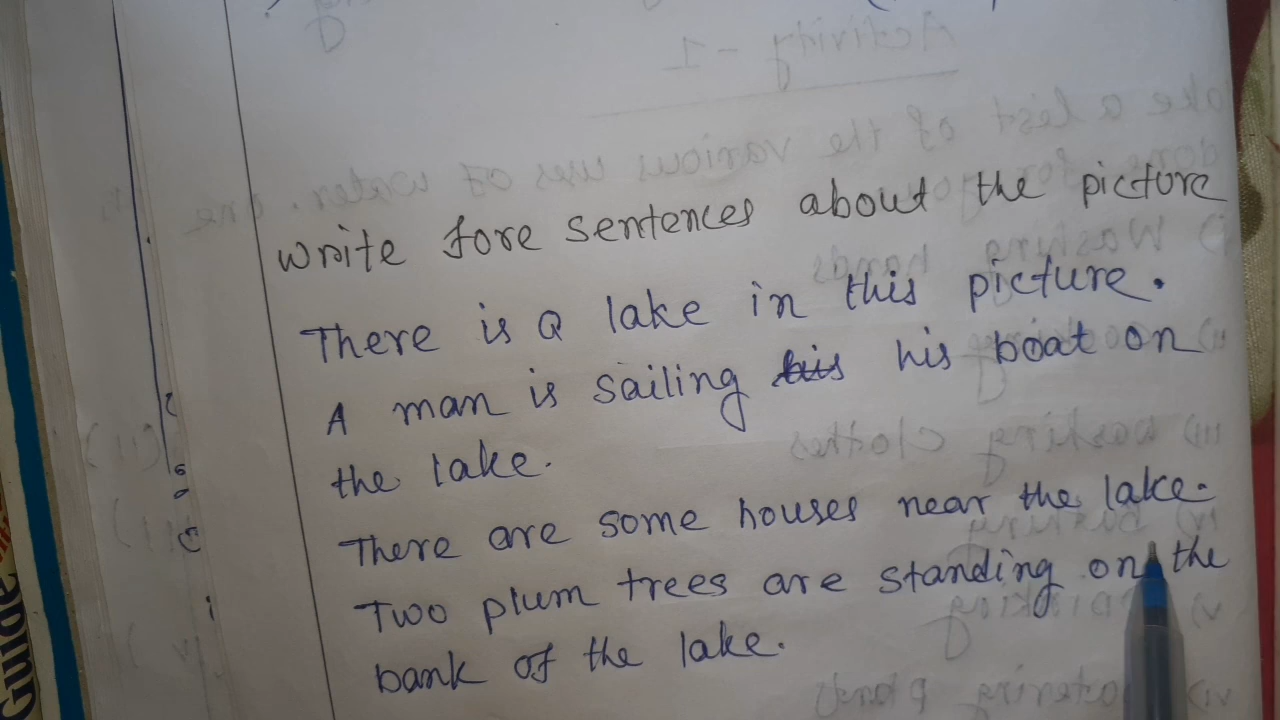 write fore sentences about the picture
There is a lake in this picture.
A man is sailing his his boat on
the lake.
There are some houses near the lake.
Two plum trees are standing on the
bank of the lake.
GUIDE